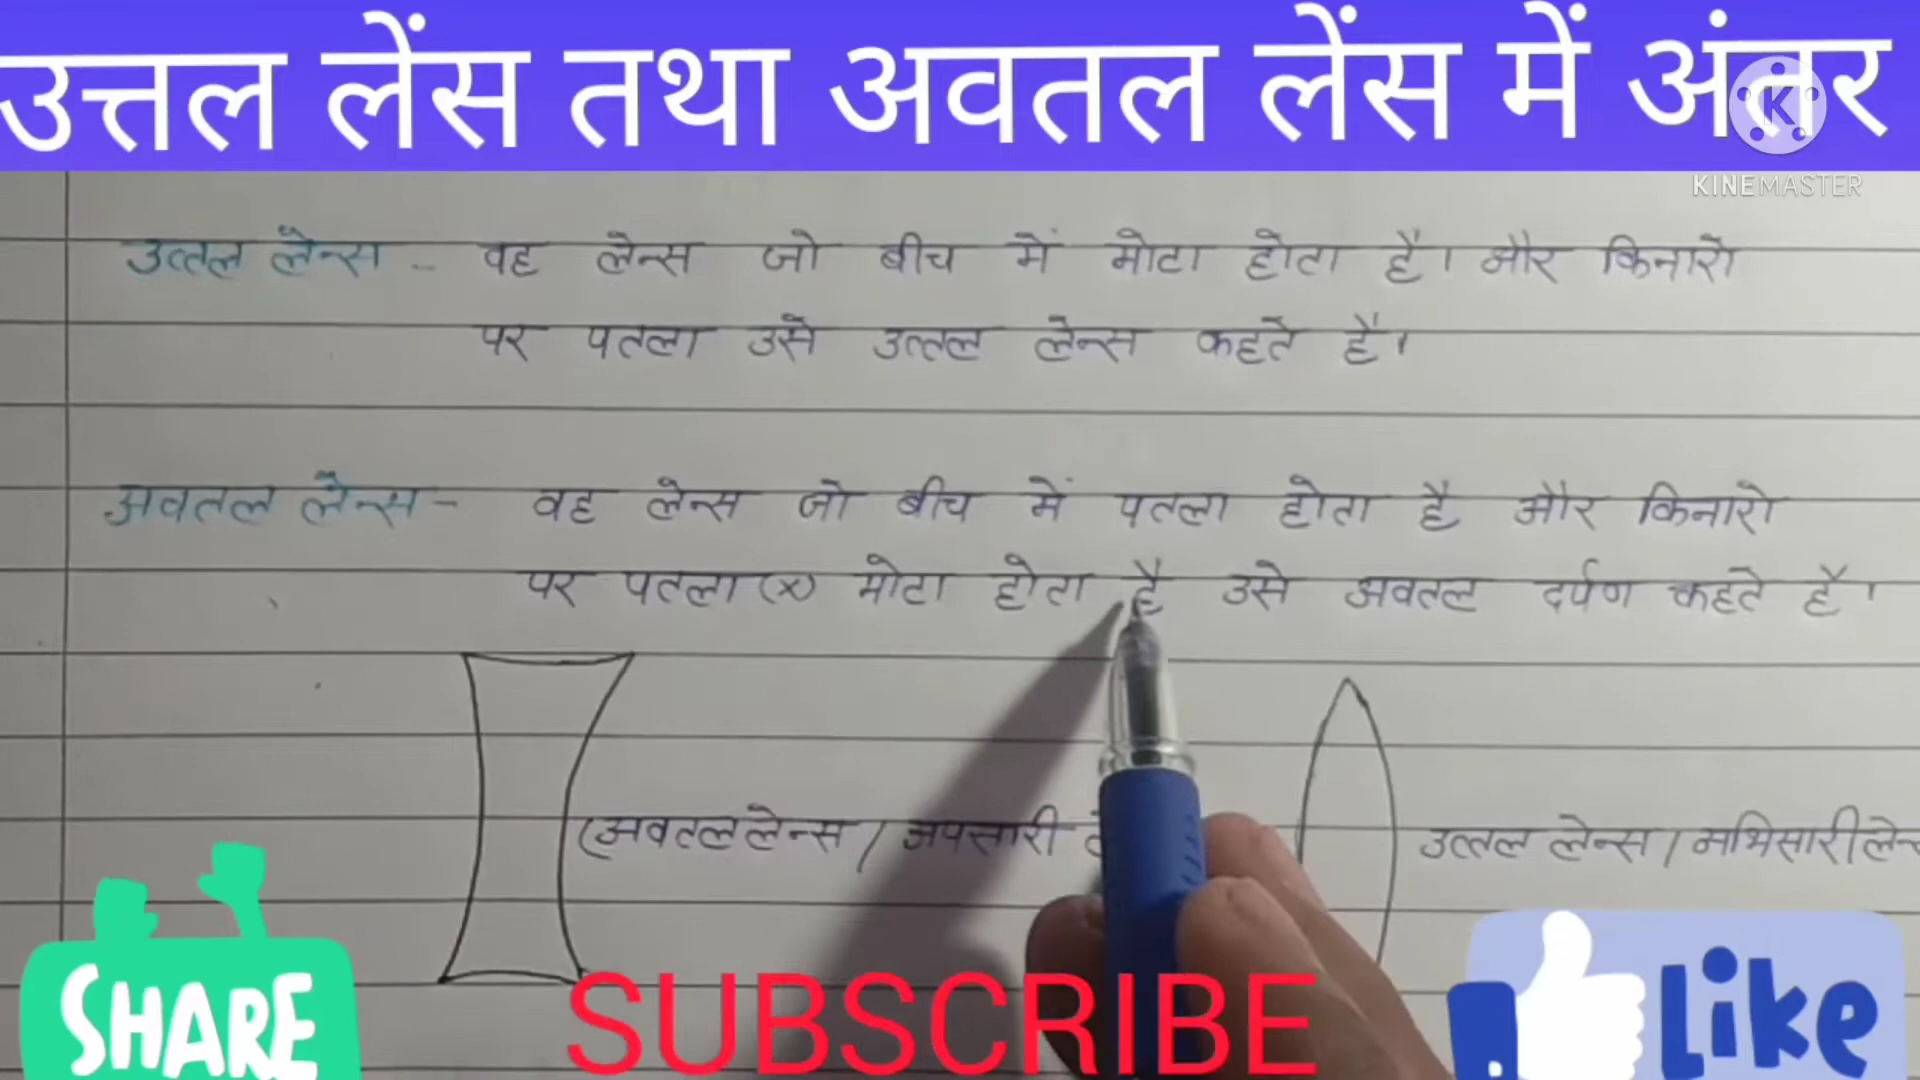 उत्तल लेंस तथा अवतल लेंस में अंतर
KINEMASTER
उत्तल लेन्स - वह लेन्स जो बीच में मोटा होता है। और किनारो
पर पतला उसे उत्तल लेन्स कहते है।
अवतल लेन्स - वह लेन्स जो बीच में पतला होता है और किनारो
पर पतला (x) मोटा होता है उसे अवतल दर्पण कहते है।
(अवतल लेन्स / अपसारी
उत्तल लेन्स / अभिसारी लेन्
SHARE
SUBSCRIBE
Like